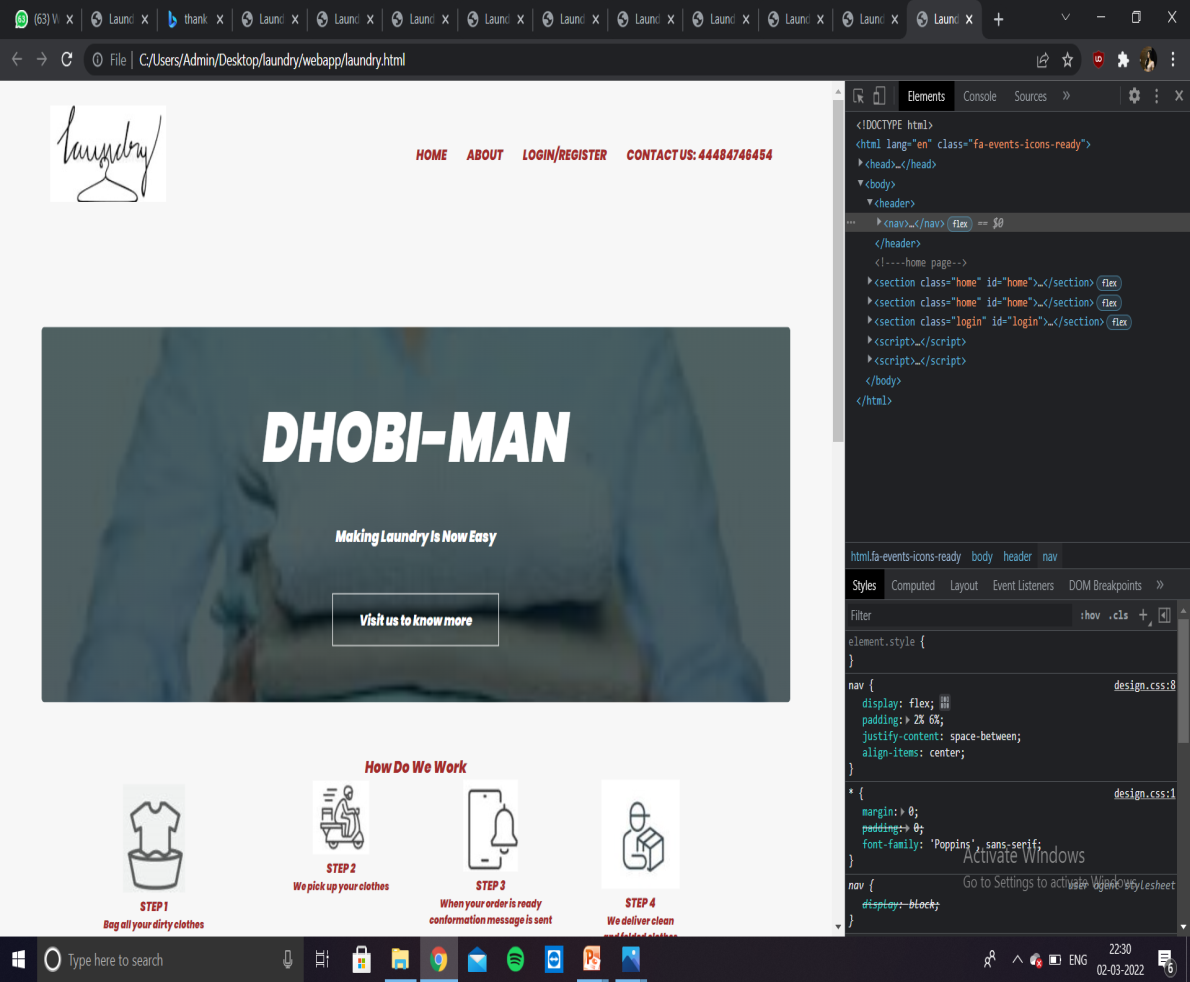 (63) W
Laund
thank
Laund
Laund
Laund
Laund
Laund
Laund
Laund
Laund
Laund
Laund
File C:/Users/Admin/Desktop/laundry/webapp/laundry.html
laundry
HOME ABOUT LOGIN/REGISTER CONTACT US: 44484746454
DHOBI-MAN
Making Laundry Is Now Easy
Visit us to know more
How Do We Work
STEP 1
Bag all your dirty clothes
STEP 2
We pick up your clothes
STEP 3
When your order is ready
conformation message is sent
STEP 4
We deliver clean
and folded clothes
Elements Console Sources
<!DOCTYPE html>
<html lang="en" class="fa-events-icons-ready">
<head>…</head>
<body>
<header>
<nav>…</nav> flex == $0
</header>
<!----home page-->
<section class="home" id="home">…</section> flex
<section class="home" id="home">…</section> flex
<section class="login" id="login">…</section> flex
<script>…</script>
<script>…</script>
</body>
</html>
html.fa-events-icons-ready body header nav
Styles Computed Layout Event Listeners DOM Breakpoints
Filter :hov .cls
element.style {
}
nav { design.css:8
display: flex;
padding: 2% 6%;
justify-content: space-between;
align-items: center;
}
* { design.css:1
margin: 0;
padding: 0;
font-family: 'Poppins', sans-serif;
}
Activate Windows
Go to Settings to activate Windows.
nav { user agent stylesheet
display: block;
}
Type here to search
ENG
22:30
02-03-2022
6